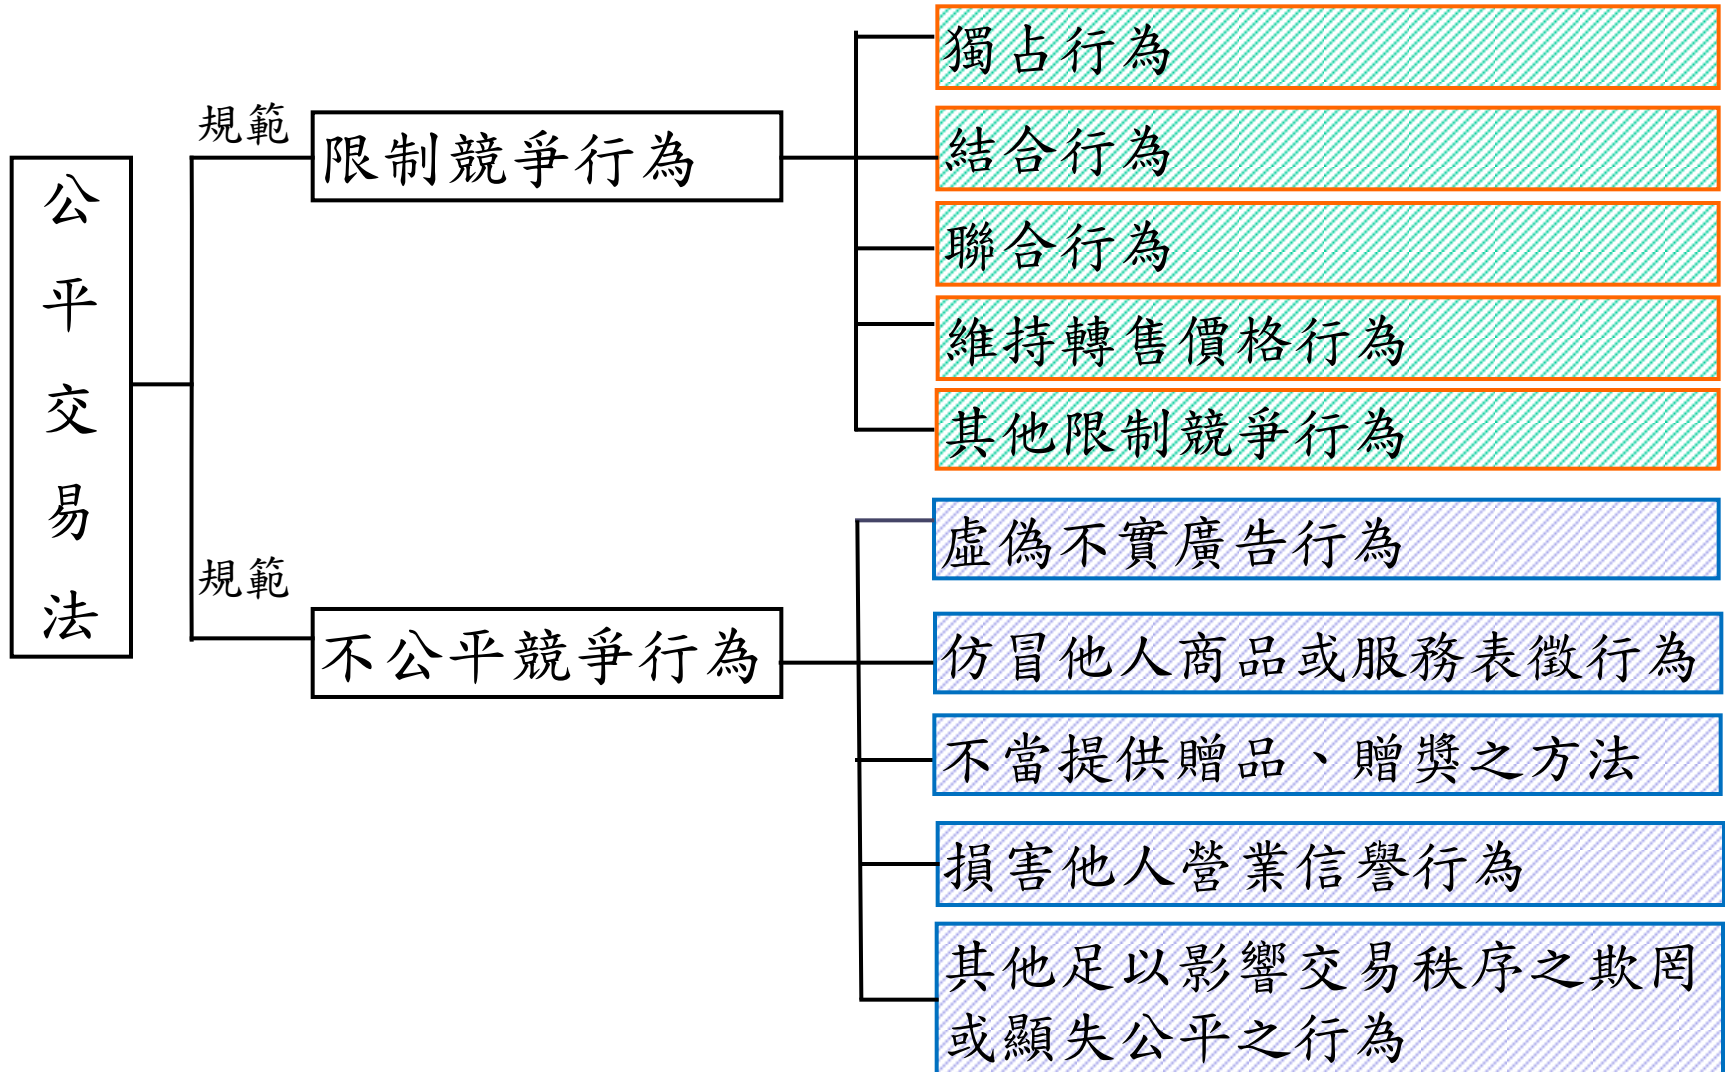 公平交易法
規範
限制競爭行為
獨占行為
結合行為
聯合行為
維持轉售價格行為
其他限制競爭行為
規範
不公平競爭行為
虛偽不實廣告行為
仿冒他人商品或服務表徵行為
不當提供贈品、贈獎之方法
損害他人營業信譽行為
其他足以影響交易秩序之欺罔
或顯失公平之行為